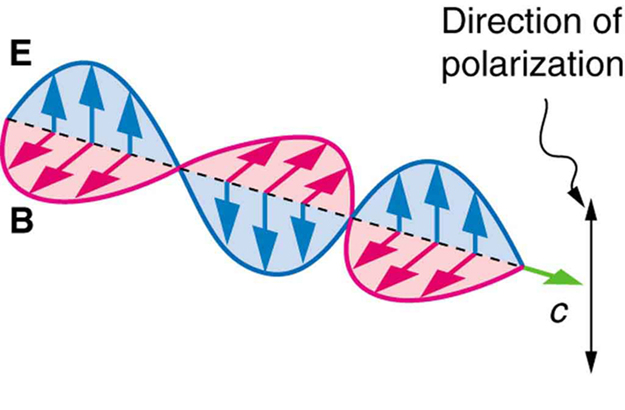 Direction of
polarization
E
B
c